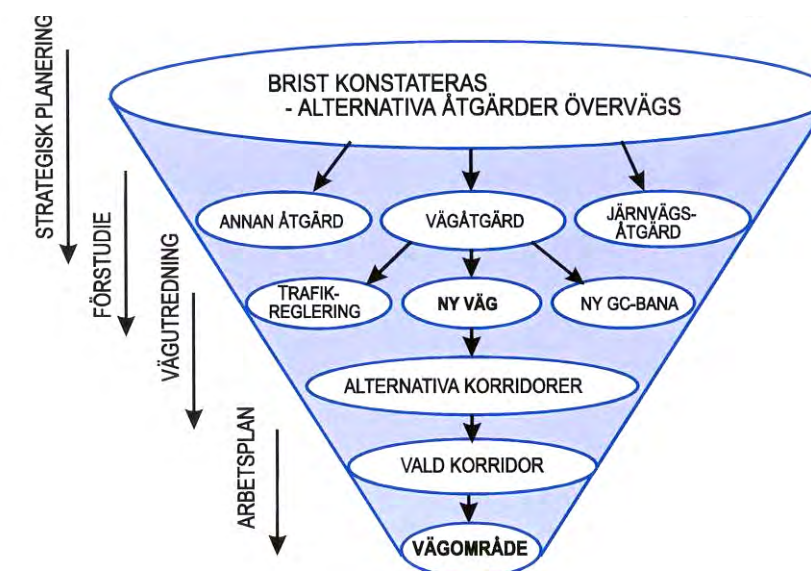 STRATEGISK PLANERING
FÖRSTUDIE
VÄGUTREDNING
ARBETSPLAN
BRIST KONSTATERAS
- ALTERNATIVA ÅTGÄRDER ÖVERVÄGS
ANNAN ÅTGÄRD
VÄGÅTGÄRD
JÄRNVÄGS-
ÅTGÄRD
TRAFIK-
REGLERING
NY VÄG
NY GC-BANA
ALTERNATIVA KORRIDORER
VALD KORRIDOR
VÄGOMRÅDE